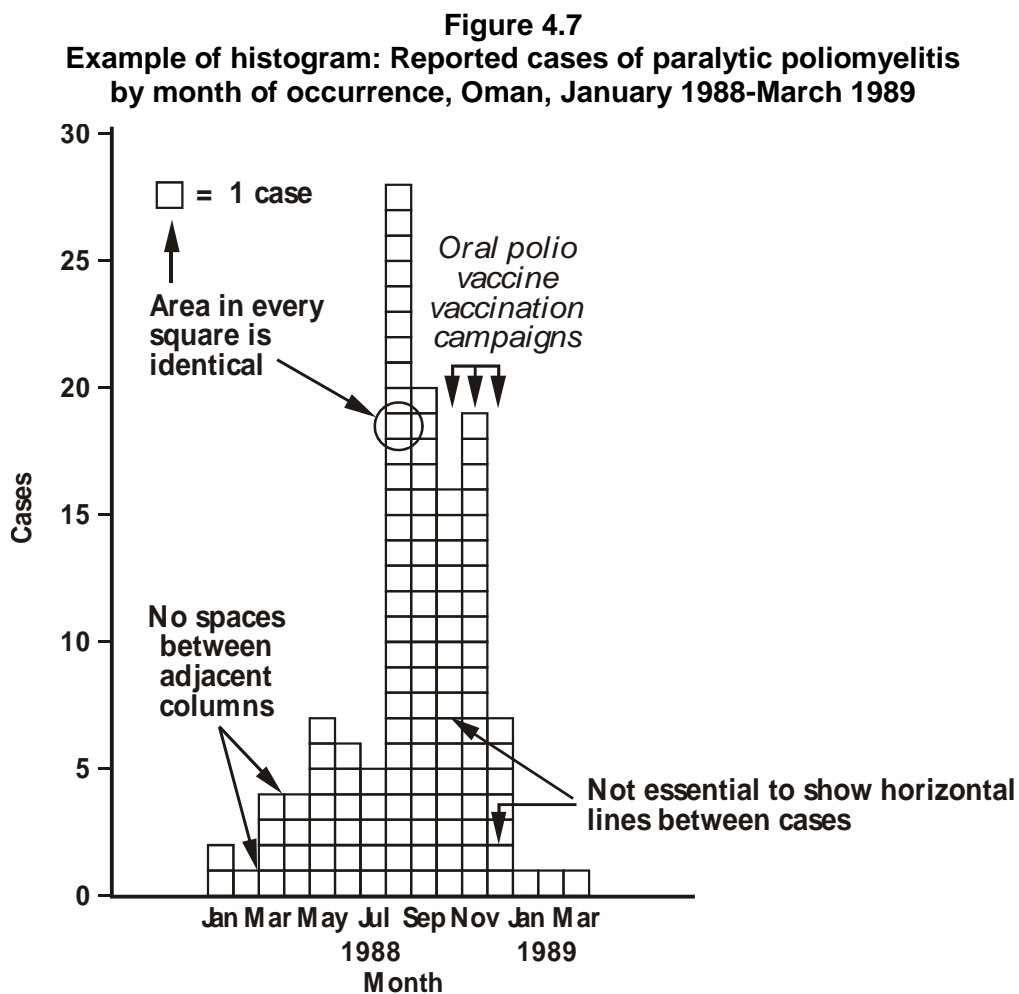 Figure 4.7
Example of histogram: Reported cases of paralytic poliomyelitis
by month of occurrence, Oman, January 1988-March 1989
30
= 1 case
25
Oral polio
vaccine
vaccination
campaigns
Area in every
square is
identical
20
Cases
15
No spaces
between
adjacent
columns
10
5
Not essential to show horizontal
lines between cases
0
Jan Mar May Jul Sep Nov Jan Mar
1988 1989
Month